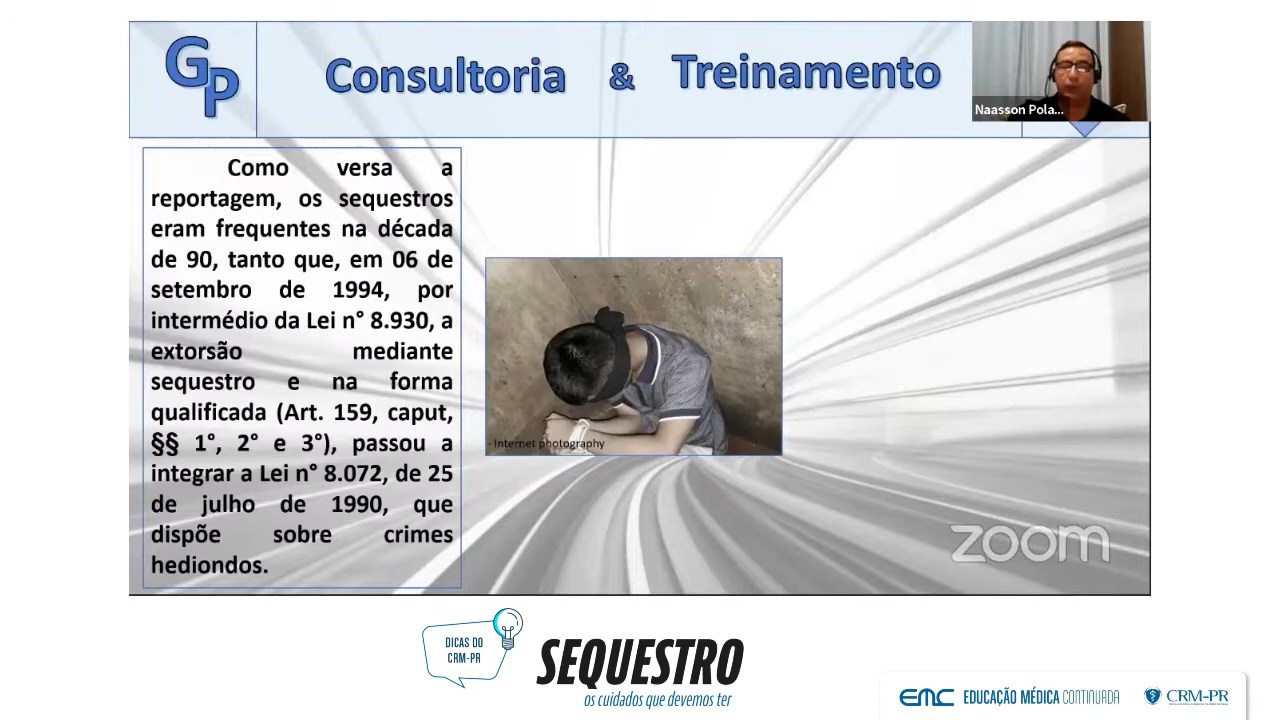 GP
Consultoria & Treinamento
Naasson Pola...
Como versa a
reportagem, os sequestros
eram frequentes na década
de 90, tanto que, em 06 de
setembro de 1994, por
intermédio da Lei n° 8.930, a
extorsão mediante
sequestro e na forma
qualificada (Art. 159, caput,
§§ 1°, 2° e 3°), passou a
integrar a Lei n° 8.072, de 25
de julho de 1990, que
dispõe sobre crimes
hediondos.
- Internet photography
zoom
DICAS DO
CRM-PR
SEQUESTRO
os cuidados que devemos ter
EMC EDUCAÇÃO MÉDICA CONTINUADA
CRM-PR